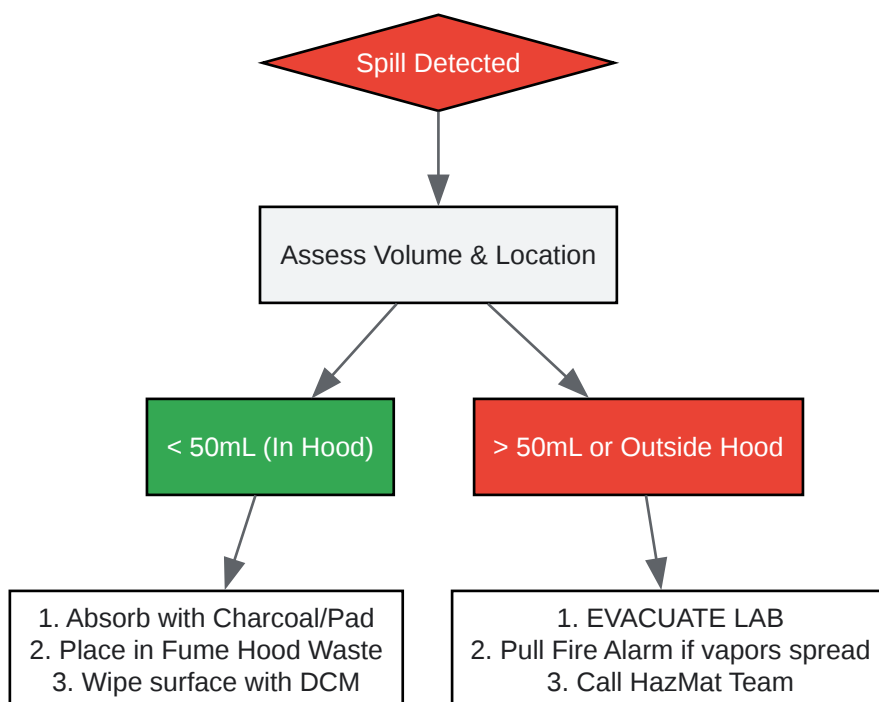 Spill Detected
Assess Volume & Location
< 50mL (In Hood)
> 50mL or Outside Hood
1. Absorb with Charcoal/Pad
2. Place in Fume Hood Waste
3. Wipe surface with DCM
1. EVACUATE LAB
2. Pull Fire Alarm if vapors spread
3. Call HazMat Team